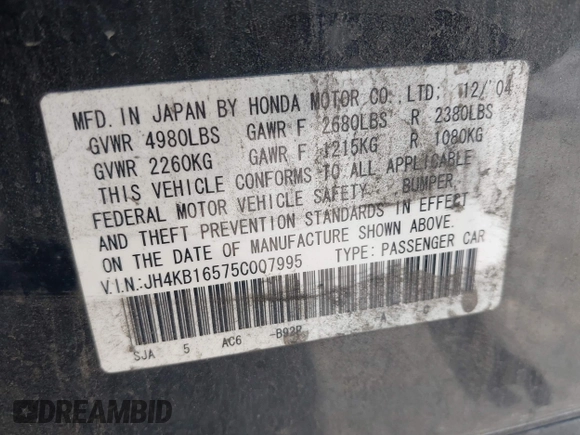 MFD. IN JAPAN BY HONDA MOTOR CO., LTD. 12/'04
GVWR 4980LBS GAWR F 2680LBS R 2380LBS
GVWR 2260KG GAWR F 1215KG R 1080KG
THIS VEHICLE CONFORMS TO ALL APPLICABLE
FEDERAL MOTOR VEHICLE SAFETY, BUMPER,
AND THEFT PREVENTION STANDARDS IN EFFECT
ON THE DATE OF MANUFACTURE SHOWN ABOVE.
V.I.N.:JH4KB16575C007995 TYPE: PASSENGER CAR
SJA 5 AC6 -B92P A C
DREAMBID